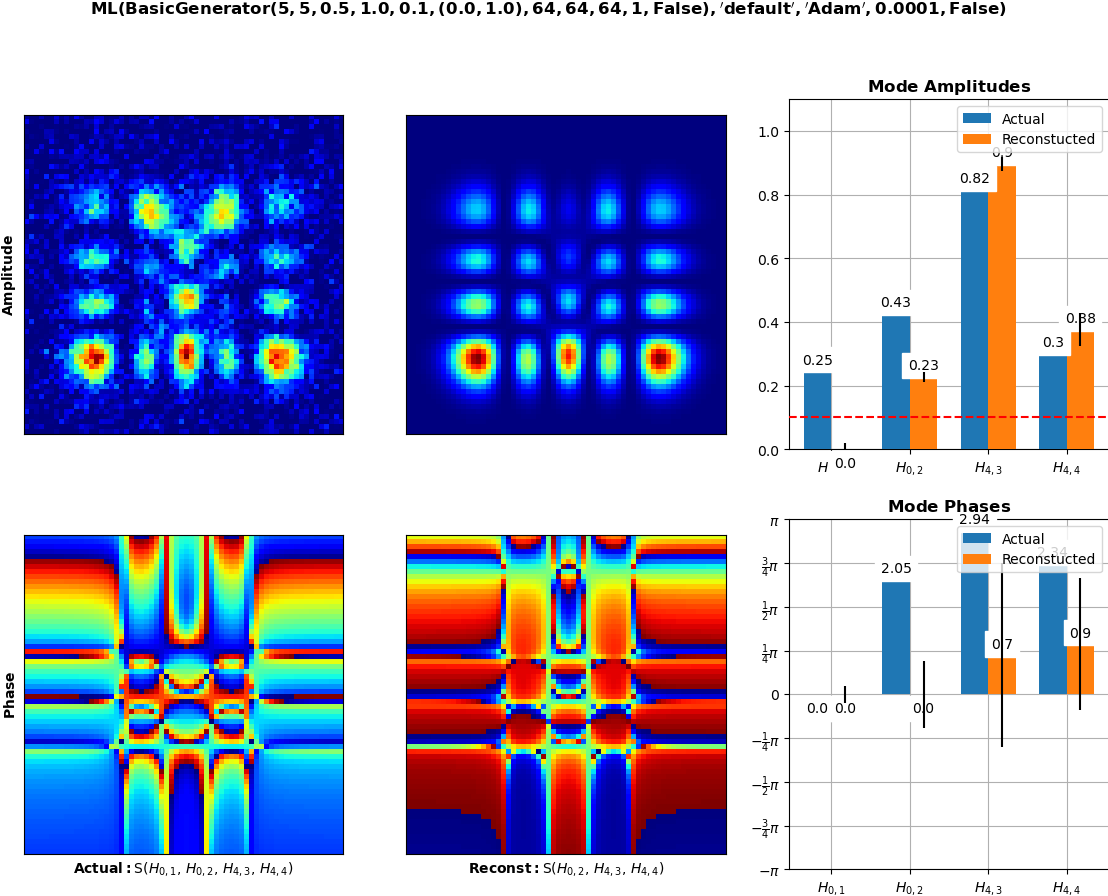 ML(BasicGenerator(5, 5, 0.5, 1.0, 0.1, (0.0, 1.0), 64, 64, 64, 1, False), ′default′, ′Adam′, 0.0001, False)
Mode Amplitudes
Amplitude
Actual
Reconstucted
1.0
0.8
0.6
0.4
0.2
0.0
0.25
0.0
0.43
0.23
0.82
0.9
0.3
0.38
H
H0, 2
H4, 3
H4, 4
Mode Phases
Phase
Actual
Reconstucted
π
3/4π
1/2π
1/4π
0
−1/4π
−1/2π
−3/4π
−π
0.0
0.0
2.05
0.0
2.94
0.7
2.34
0.9
H0, 1
H0, 2
H4, 3
H4, 4
Actual: S(H0, 1, H0, 2, H4, 3, H4, 4)
Reconst: S(H0, 2, H4, 3, H4, 4)